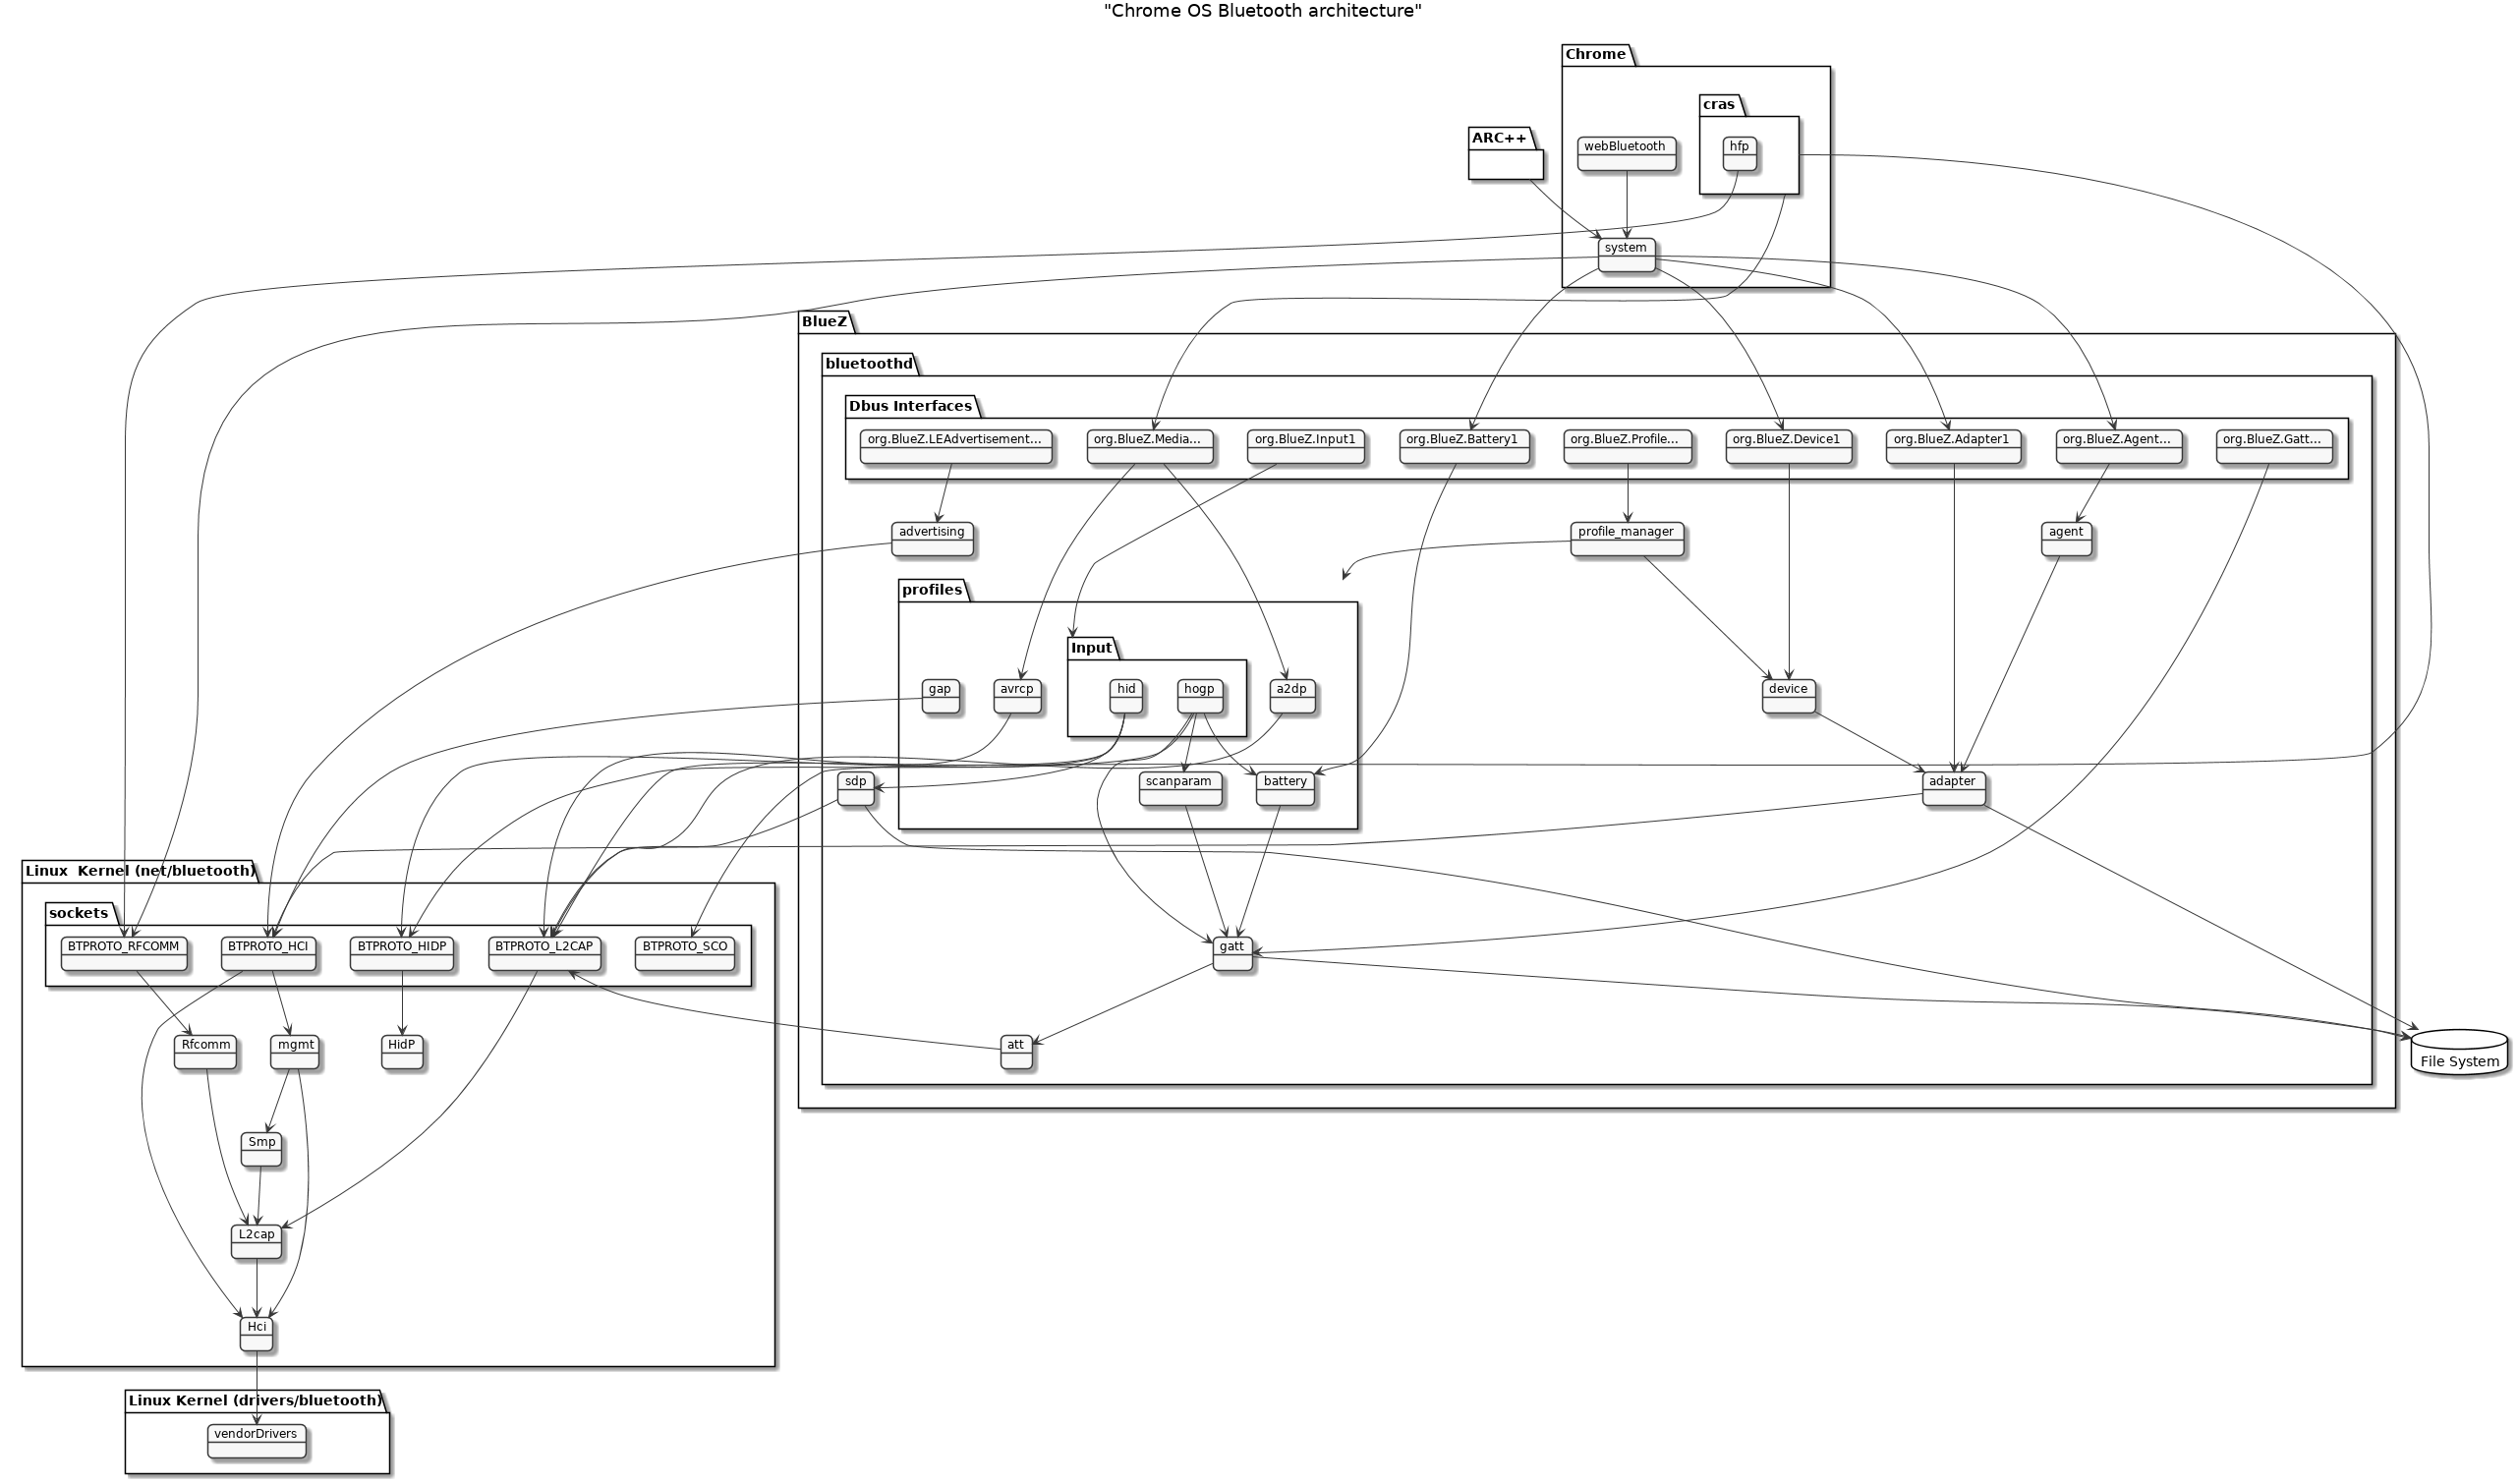 "Chrome OS Bluetooth architecture"
Chrome
cras
ARC++
webBluetooth
hfp
system
BlueZ
bluetoothd
Dbus Interfaces
org.BlueZ.LEAdvertisement...
org.BlueZ.Media...
org.BlueZ.Input1
org.BlueZ.Battery1
org.BlueZ.Profile...
org.BlueZ.Device1
org.BlueZ.Adapter1
org.BlueZ.Agent...
org.BlueZ.Gatt...
advertising
profile_manager
agent
profiles
Input
gap
avrcp
hid
hogp
a2dp
device
sdp
scanparam
battery
adapter
Linux  Kernel (net/bluetooth)
sockets
BTPROTO_RFCOMM
BTPROTO_HCI
BTPROTO_HIDP
BTPROTO_L2CAP
BTPROTO_SCO
gatt
Rfcomm
mgmt
HidP
att
File System
Smp
L2cap
Hci
Linux Kernel (drivers/bluetooth)
vendorDrivers